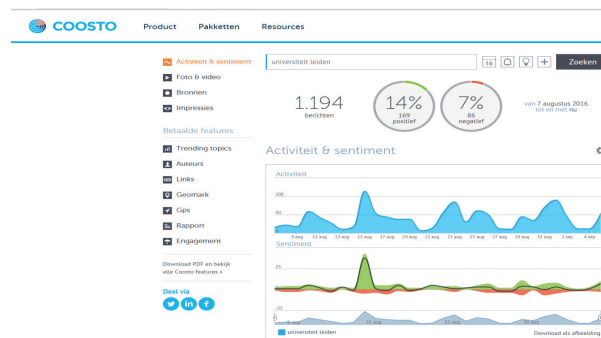 COOSTO
Product Pakketten Resources
Activiteit & sentiment
Foto & video
Bronnen
Impressies
Betaalde features
Trending topics
Auteurs
Links
Geomark
Gps
Rapport
Engagement
Download PDF en bekijk
alle Coosto features »
Deel via
universiteit leiden
16
Zoeken
1.194
berichten
14%
169
positief
7%
86
negatief
van 7 augustus 2016
tot en met nu
Activiteit & sentiment
Activiteit
100
50
9 aug 11 aug 13 aug 15 aug 17 aug 19 aug 21 aug 23 aug 25 aug 27 aug 29 aug 31 aug 2 sep 4 sep
Sentiment
25
-25
universiteit leiden
Download als afbeelding